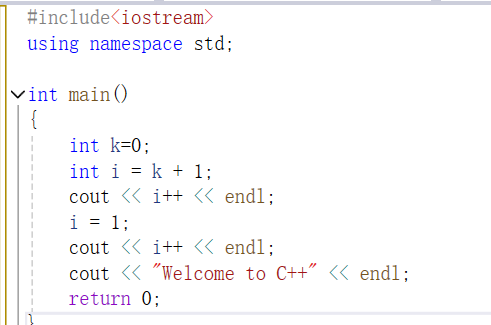 #include<iostream>
using namespace std;
int main()
{
int k=0;
int i = k + 1;
cout << i++ << endl;
i = 1;
cout << i++ << endl;
cout << "Welcome to C++" << endl;
return 0;
}